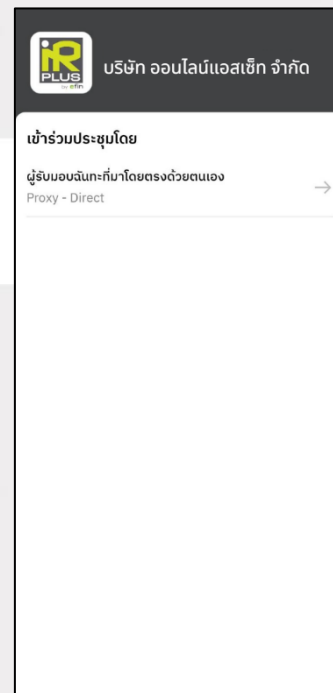 iR
PLUS
by efin
บริษัท ออนไลน์แอสเซ็ท จำกัด
เข้าร่วมประชุมโดย
ผู้รับมอบฉันทะที่มาโดยตรงด้วยตนเอง
Proxy - Direct